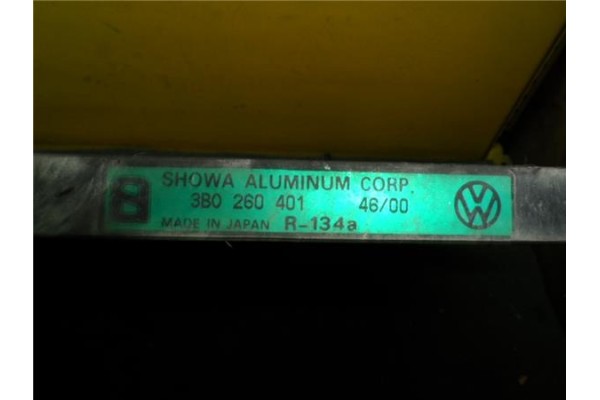 SHOWA ALUMINUM CORP.
3B0 260 401 46/00
MADE IN JAPAN R-134a